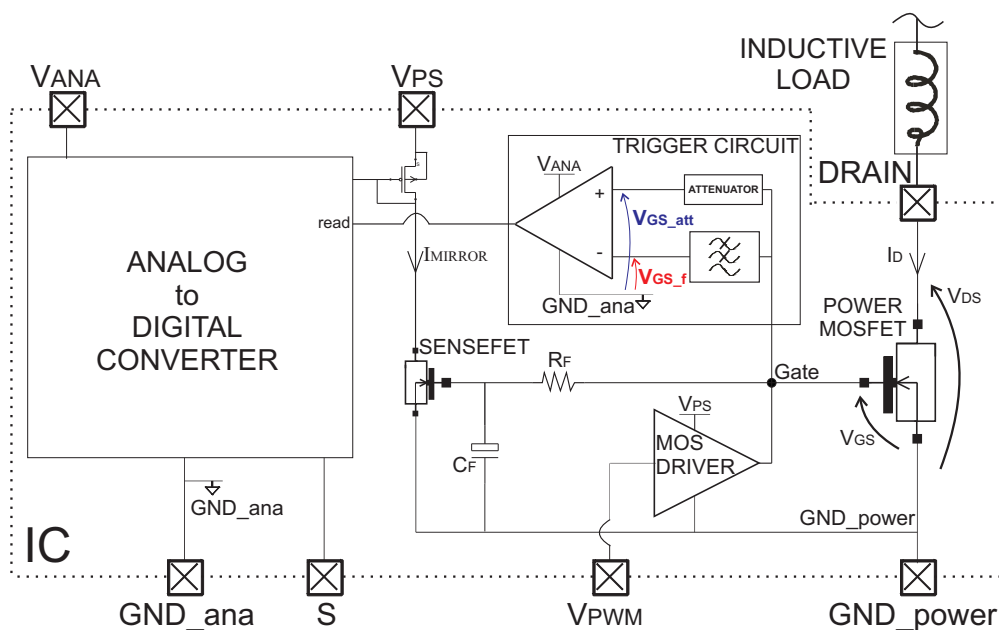 INDUCTIVE
LOAD
VANA
VPS
TRIGGER CIRCUIT
DRAIN
VANA
ATTENUATOR
+
VGS_att
-
VGS_f
GND_ana
S
read
IMIRROR
ANALOG
to
DIGITAL
CONVERTER
ID
VDS
POWER
MOSFET
SENSEFET
RF
Gate
VGS
VPS
MOS
DRIVER
CF
GND_ana
GND_power
IC
GND_ana
S
VPWM
GND_power